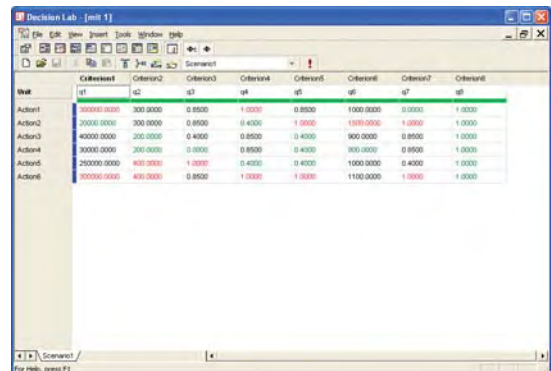 Decision Lab - [mit 1]
File Edit View Insert Tools Window Help
Scenario1
Criterion1 Criterion2 Criterion3 Criterion4 Criterion5 Criterion6 Criterion7 Criterion8
Unit q1 q2 q3 q4 q5 q6 q7 q8
Action1 300000.0000 300.0000 0.8500 1.0000 0.8500 1000.0000 0.0000 1.0000
Action2 20000.0000 300.0000 0.8500 0.4000 1.0000 1500.0000 1.0000 1.0000
Action3 40000.0000 200.0000 0.4000 0.8500 0.4000 900.0000 0.8500 1.0000
Action4 30000.0000 200.0000 0.0000 0.8500 0.4000 800.0000 0.8500 1.0000
Action5 250000.0000 400.0000 1.0000 0.4000 0.4000 1000.0000 0.4000 1.0000
Action6 300000.0000 400.0000 0.8500 1.0000 1.0000 1100.0000 1.0000 1.0000
Scenario1
For Help, press F1